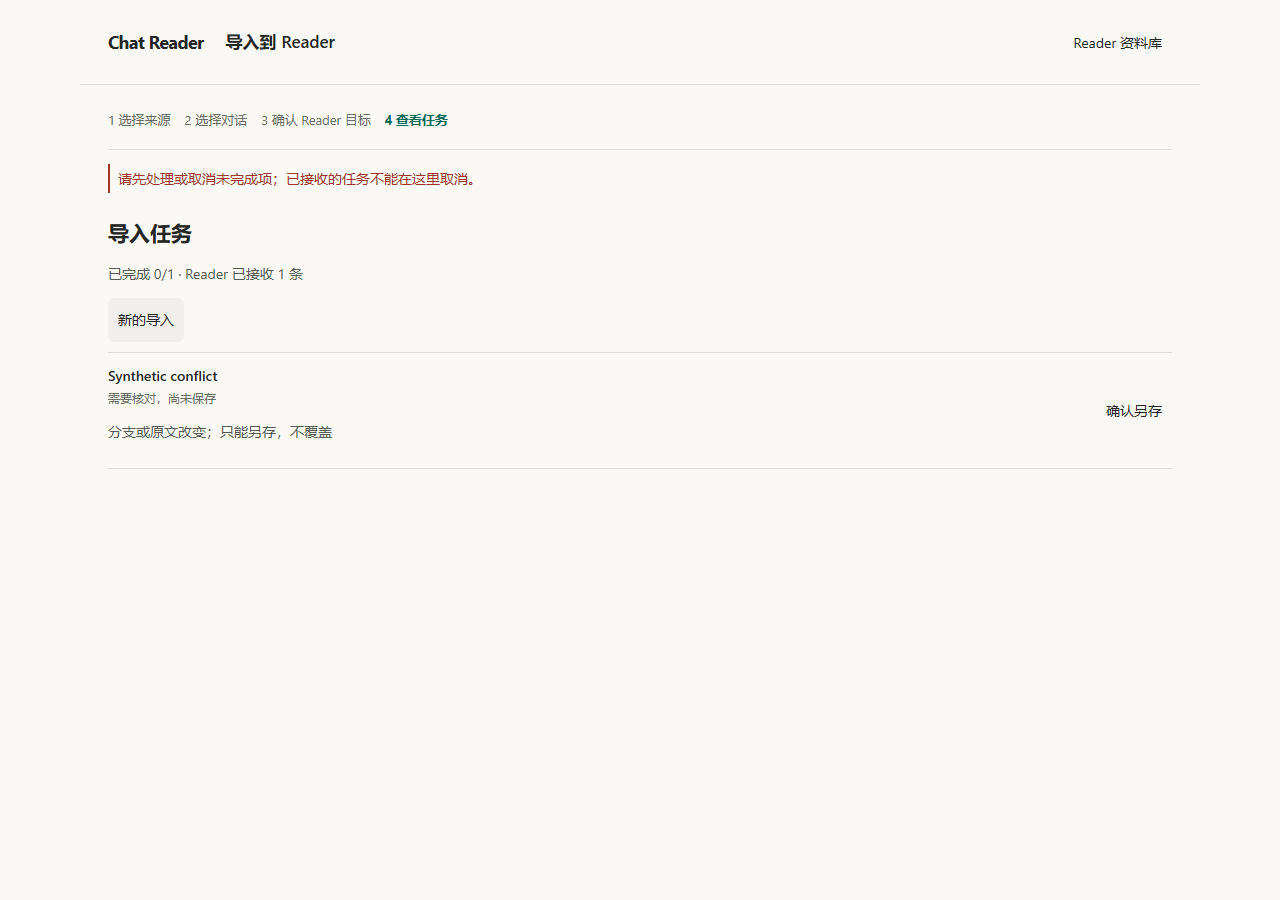 Chat Reader 导入到 Reader Reader 资料库
1 选择来源 2 选择对话 3 确认 Reader 目标 4 查看任务
请先处理或取消未完成项；已接收的任务不能在这里取消。
导入任务
已完成 0/1 · Reader 已接收 1 条
新的导入
Synthetic conflict
需要核对，尚未保存
确认另存
分支或原文改变；只能另存，不覆盖